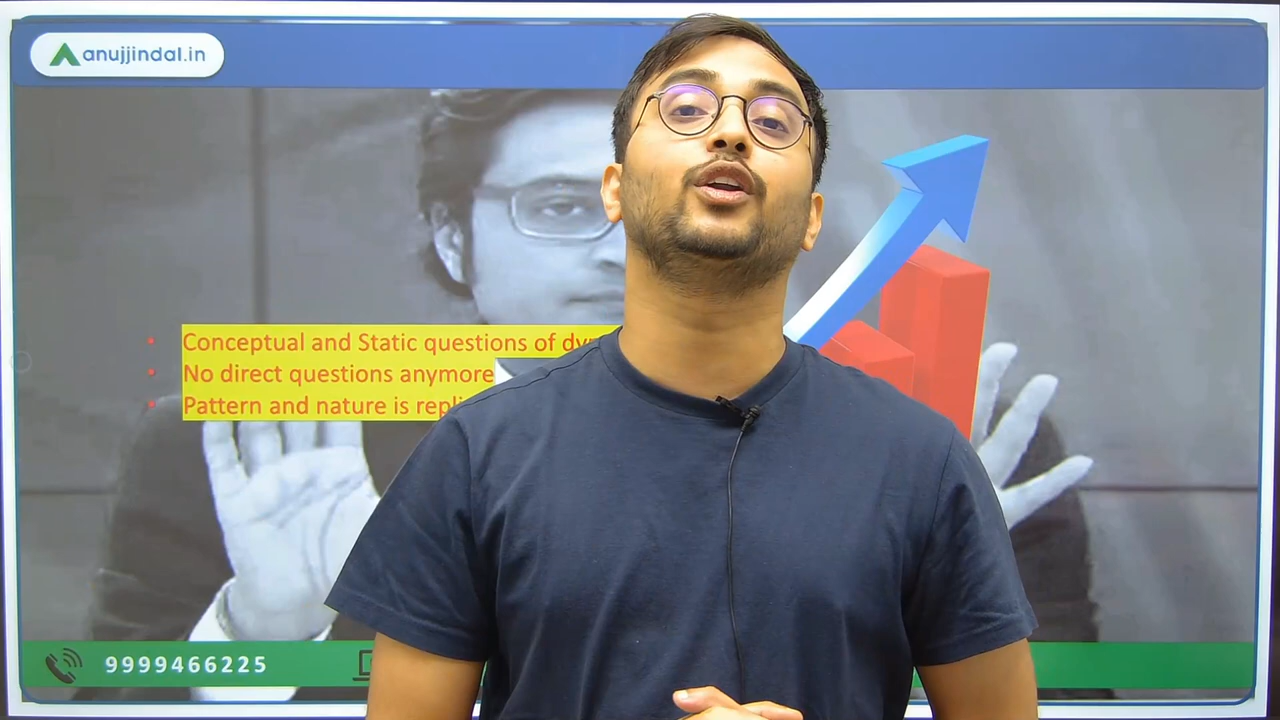 anujjindal.in
Conceptual and Static questions of
No direct questions anymore
Pattern and nature is
9999466225